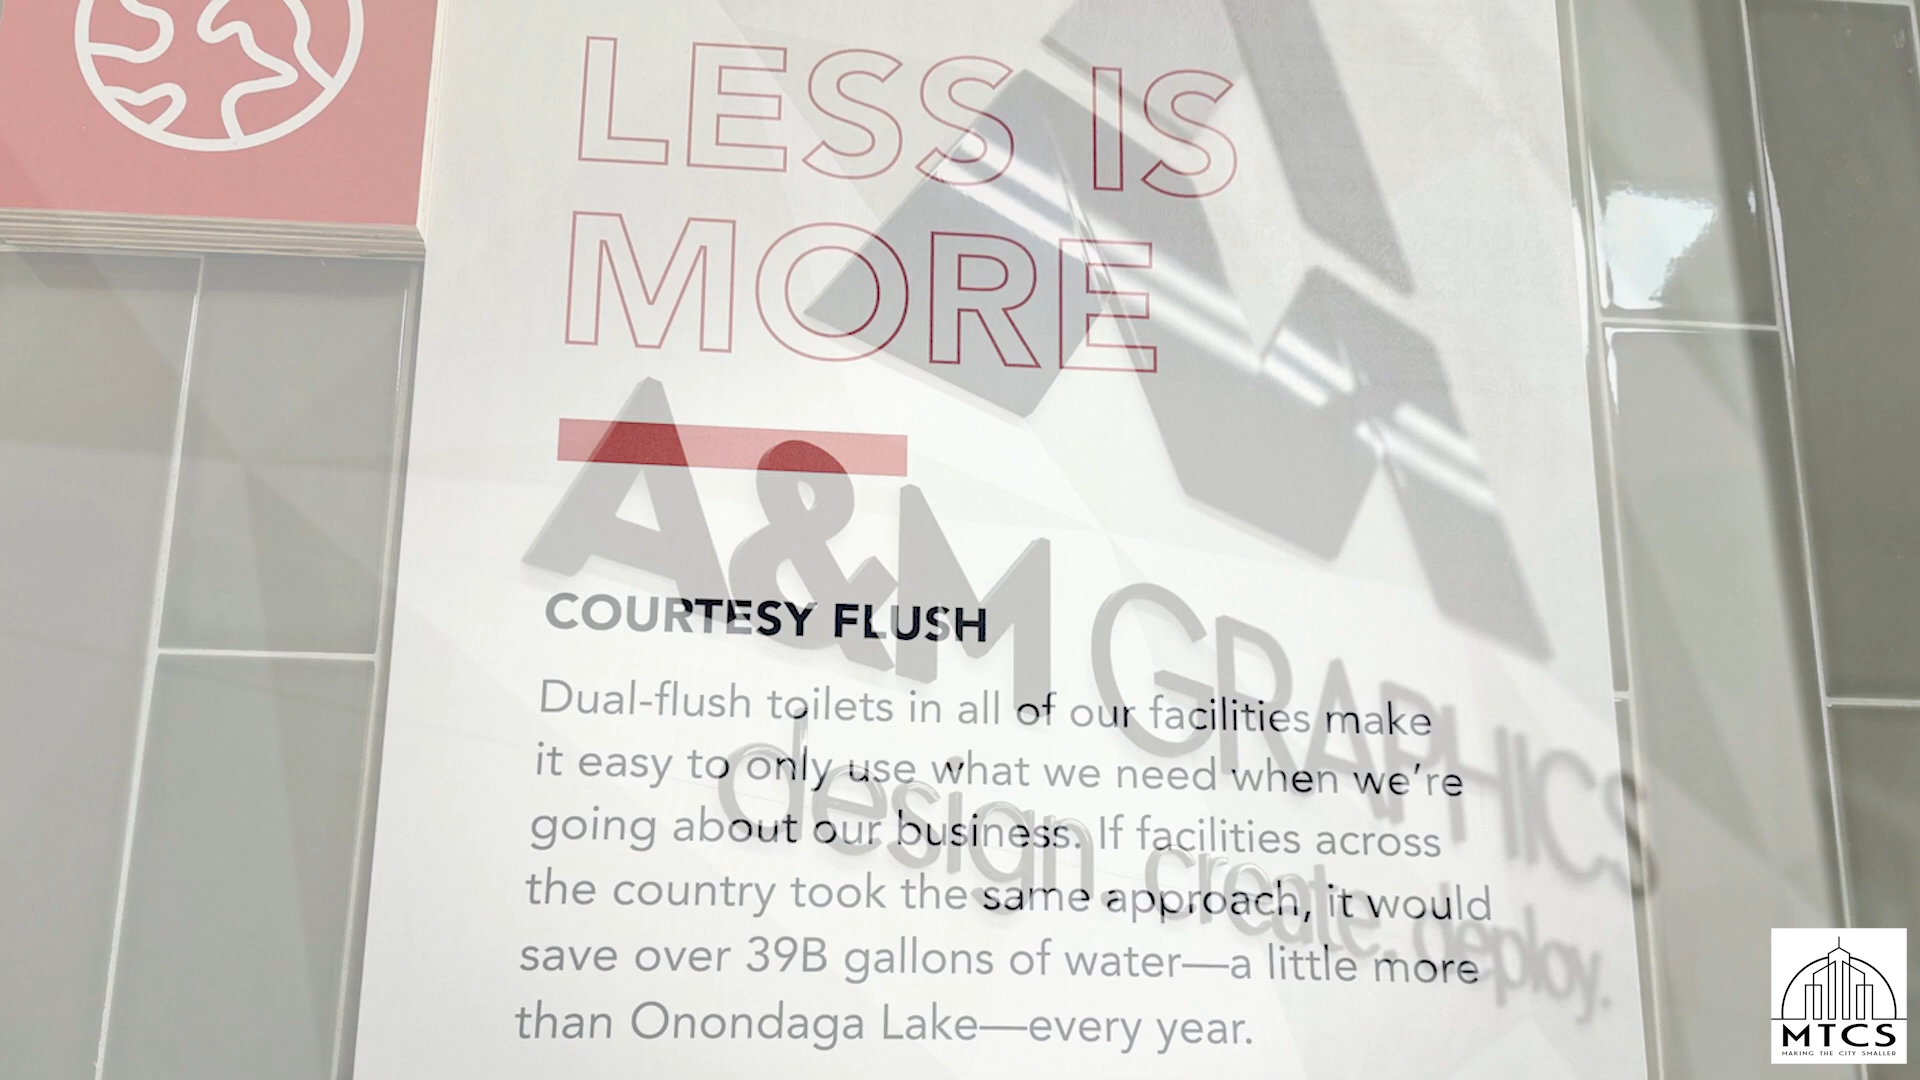 LESS IS
MORE
A&M GRAPHICS
design. create. deploy.
COURTESY FLUSH
Dual-flush toilets in all of our facilities make
it easy to only use what we need when we're
going about our business. If facilities across
the country took the same approach, it would
save over 39B gallons of water—a little more
than Onondaga Lake—every year.
MTCS
MAKING THE CITY SMALLER